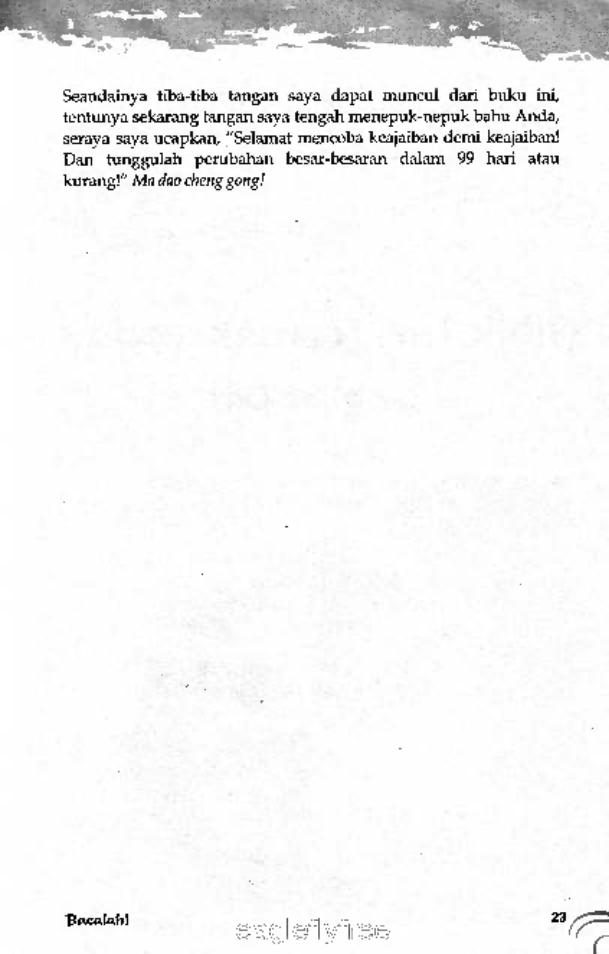 Seandainya tiba-tiba tangan saya dapat muncul dari buku ini,
tentunya sekarang tangan saya tengah menepuk-nepuk bahu Anda,
seraya saya ucapkan, "Selamat mencoba keajaiban demi keajaiban!
Dan tunggulah perubahan besar-besaran dalam 99 hari atau
kurang!" Ma dao cheng gong!
Bacalah!
23